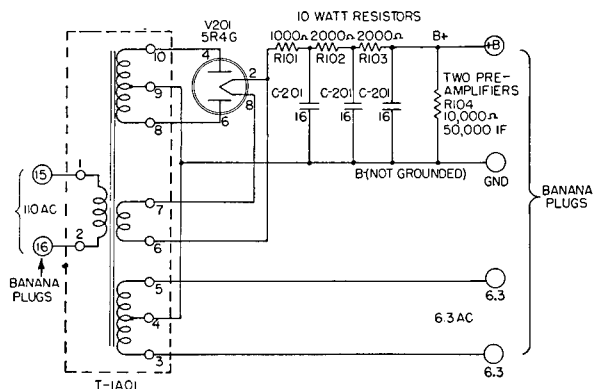 10 WATT RESISTORS
V201
5R4G
1000Ω 2000Ω 2000Ω
B+
+B
10
4
2
R101 R102 R103
TWO PRE-
AMPLIFIERS
R104
10,000Ω
50,000 IF
9
8
C-201 C-201 C-201
16 16 16
8
6
15
1
B-(NOT GROUNDED)
GND
110 AC
7
BANANA
PLUGS
16
2
6
BANANA
PLUGS
5
6.3
4
6.3 AC
3
6.3
T-1A01